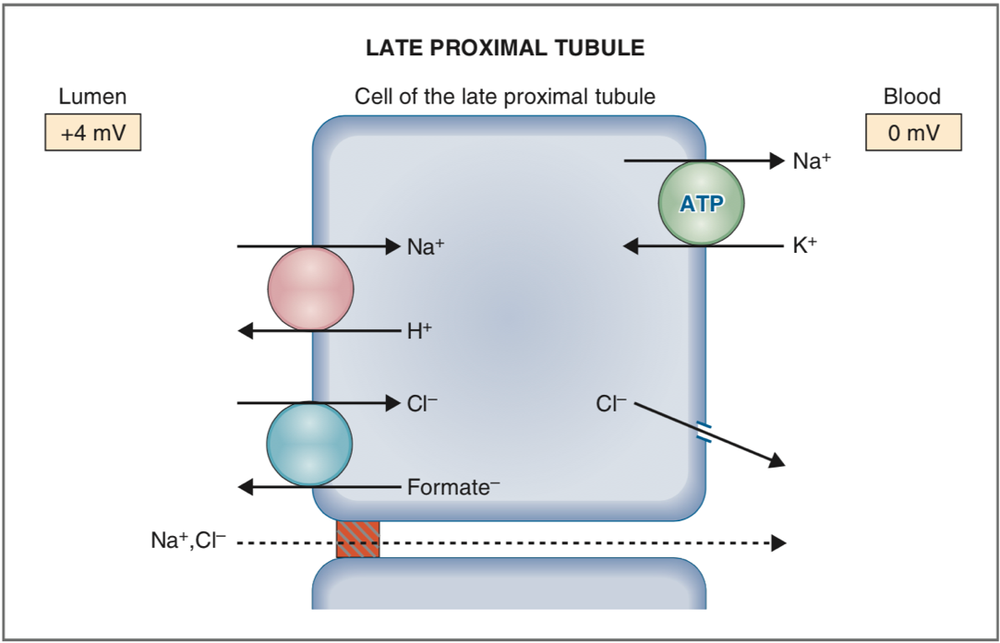 LATE PROXIMAL TUBULE
Lumen
Cell of the late proximal tubule
Blood
+4 mV
0 mV
Na⁺
ATP
K⁺
Na⁺
H⁺
Cl⁻
Cl⁻
Formate⁻
Na⁺,Cl⁻